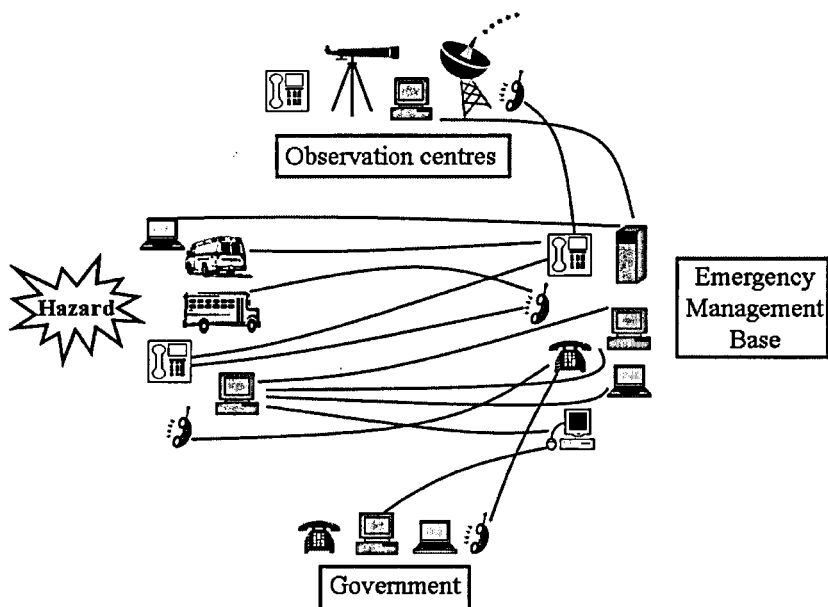 Observation centres
Hazard
Emergency
Management
Base
Government